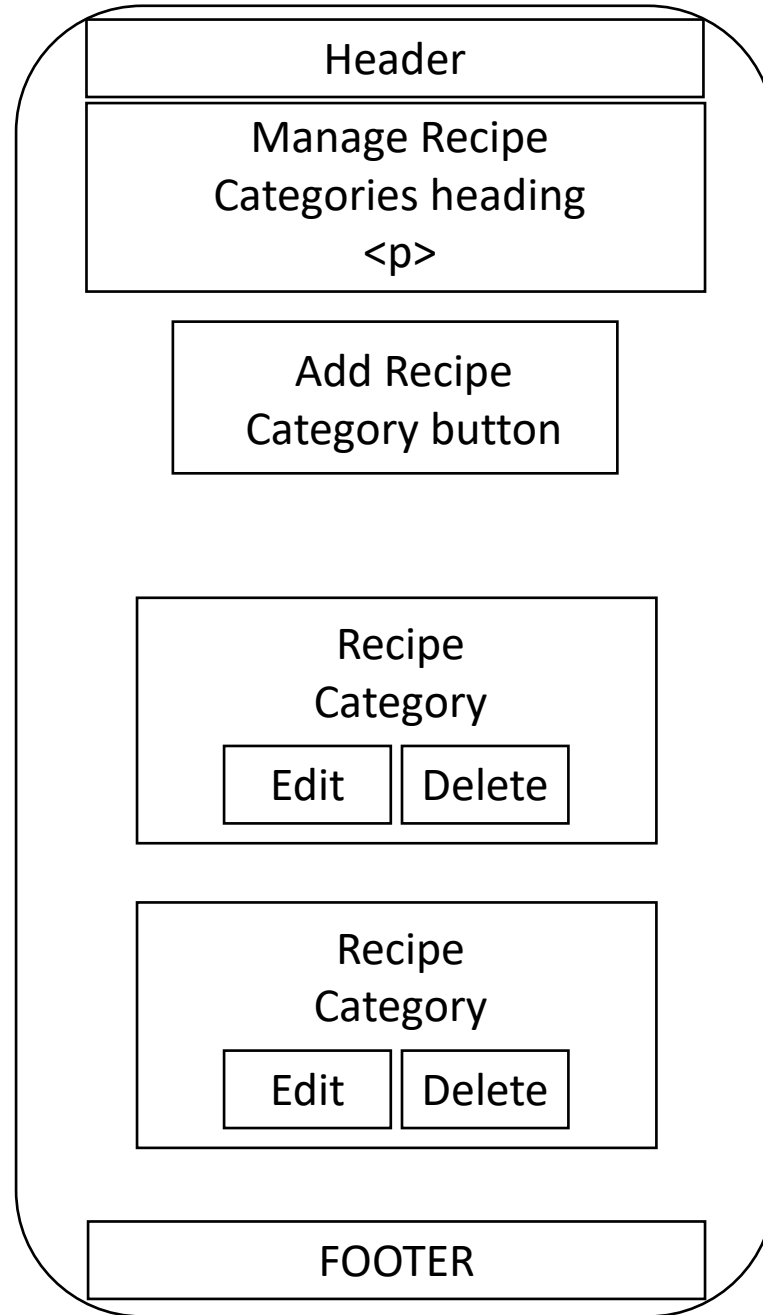 Header
Manage Recipe
Categories heading
<p>
Add Recipe
Category button
Recipe
Category
Edit Delete
Recipe
Category
Edit Delete
FOOTER